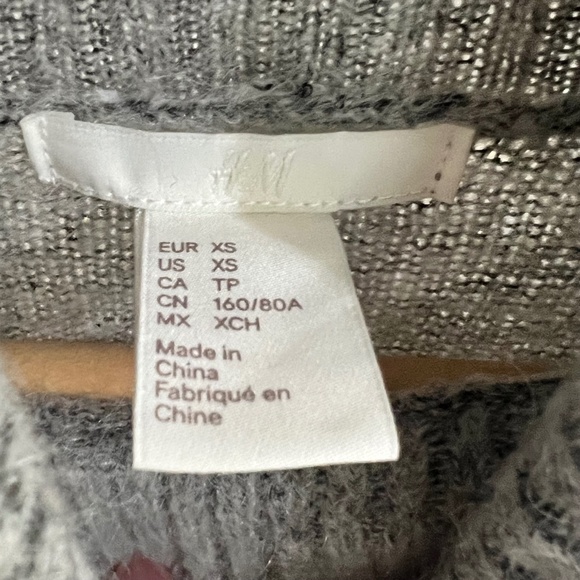 H&M
EUR XS
US XS
CA TP
CN 160/80A
MX XCH
Made in
China
Fabriqué en
Chine